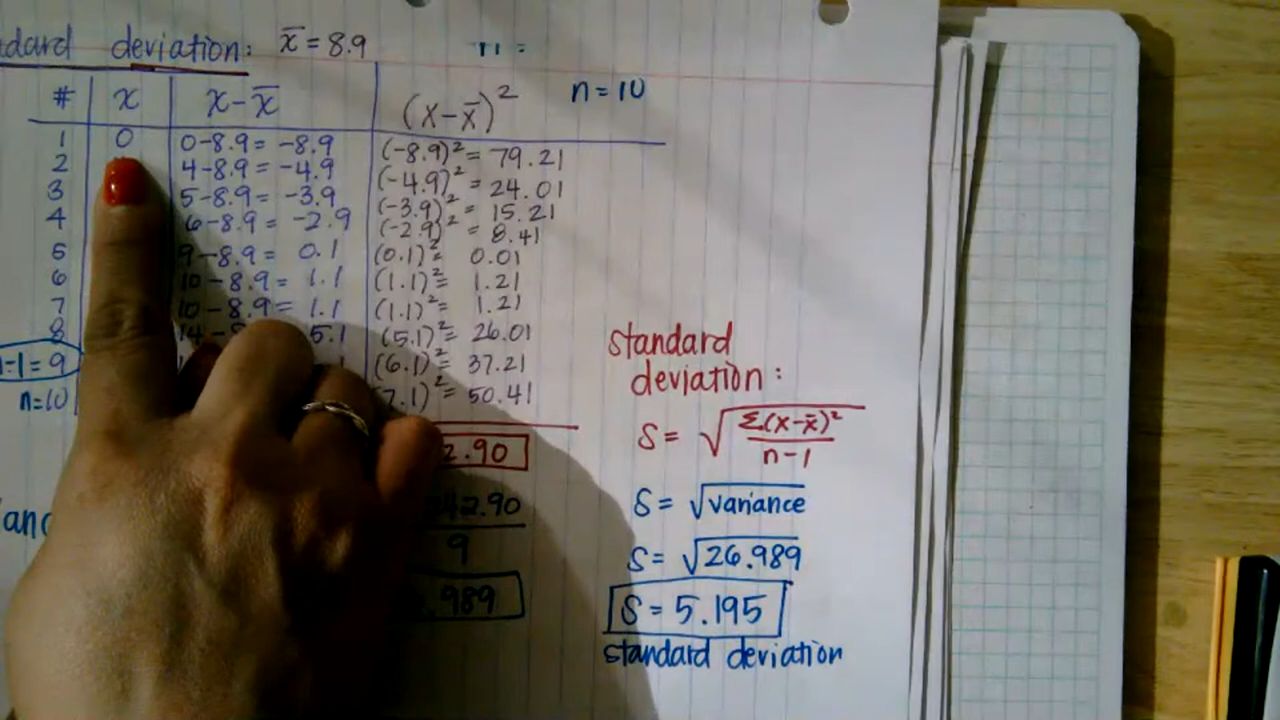 dard deviation: x̄ = 8.9
n = 10
# x x-x̄ (x-x̄)²
1 0 0-8.9 = -8.9 (-8.9)² = 79.21
2 4-8.9 = -4.9 (-4.9)² = 24.01
3 5-8.9 = -3.9 (-3.9)² = 15.21
4 6-8.9 = -2.9 (-2.9)² = 8.41
5 9-8.9 = 0.1 (0.1)² = 0.01
6 10-8.9 = 1.1 (1.1)² = 1.21
7 10-8.9 = 1.1 (1.1)² = 1.21
8 14- 5.1 (5.1)² = 26.01
-1=9 (6.1)² = 37.21
n=10 7.1)² = 50.41
2.90
42.90
9
.989
standard
deviation:
S = √Σ(x-x̄)²
n-1
S = √variance
S = √26.989
S = 5.195
standard deviation